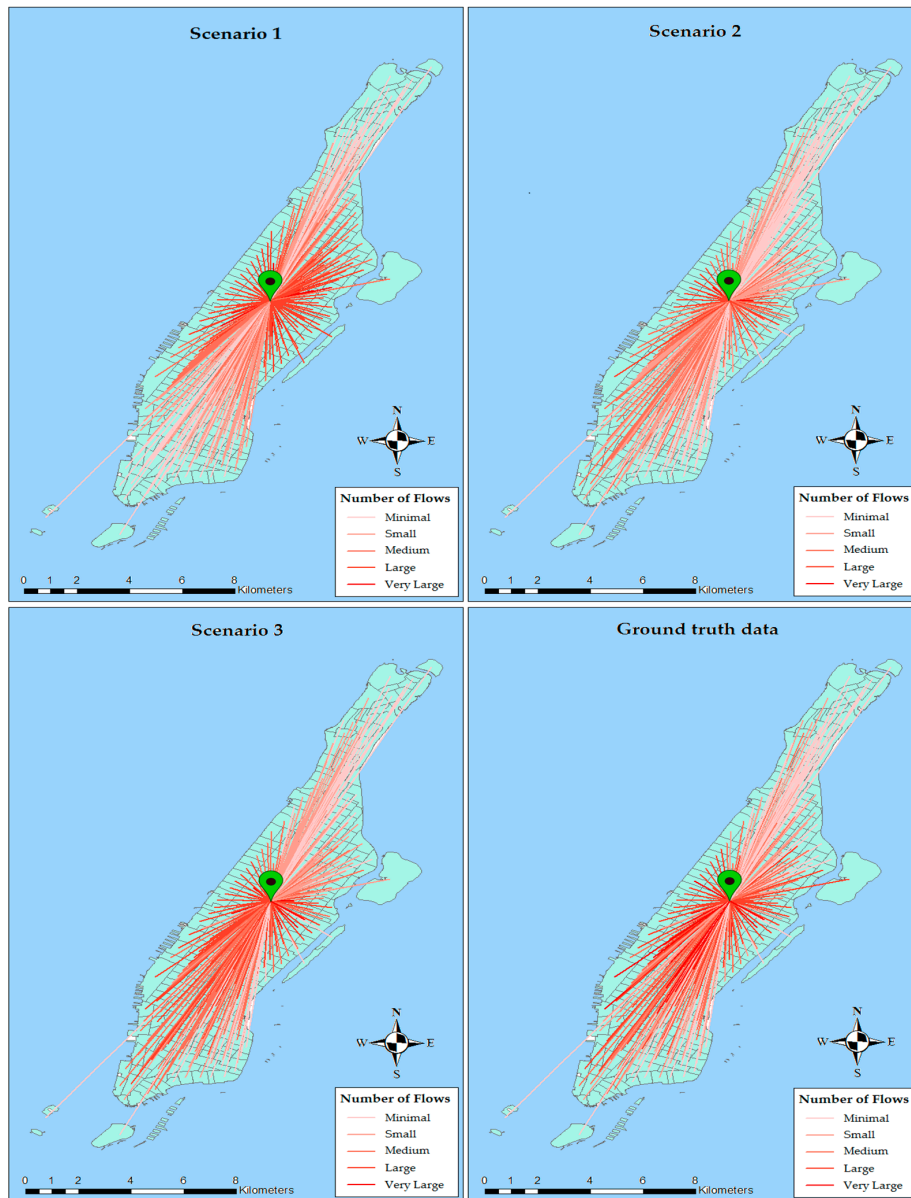 Scenario 1
N
W E
S
Number of Flows
Minimal
Small
Medium
Large
Very Large
0 1 2 4 6 8
Kilometers
Scenario 2
N
W E
S
Number of Flows
Minimal
Small
Medium
Large
Very Large
0 1 2 4 6 8
Kilometers
Scenario 3
N
W E
S
Number of Flows
Minimal
Small
Medium
Large
Very Large
0 1 2 4 6 8
Kilometers
Ground truth data
N
W E
S
Number of Flows
Minimal
Small
Medium
Large
Very Large
0 1 2 4 6 8
Kilometers